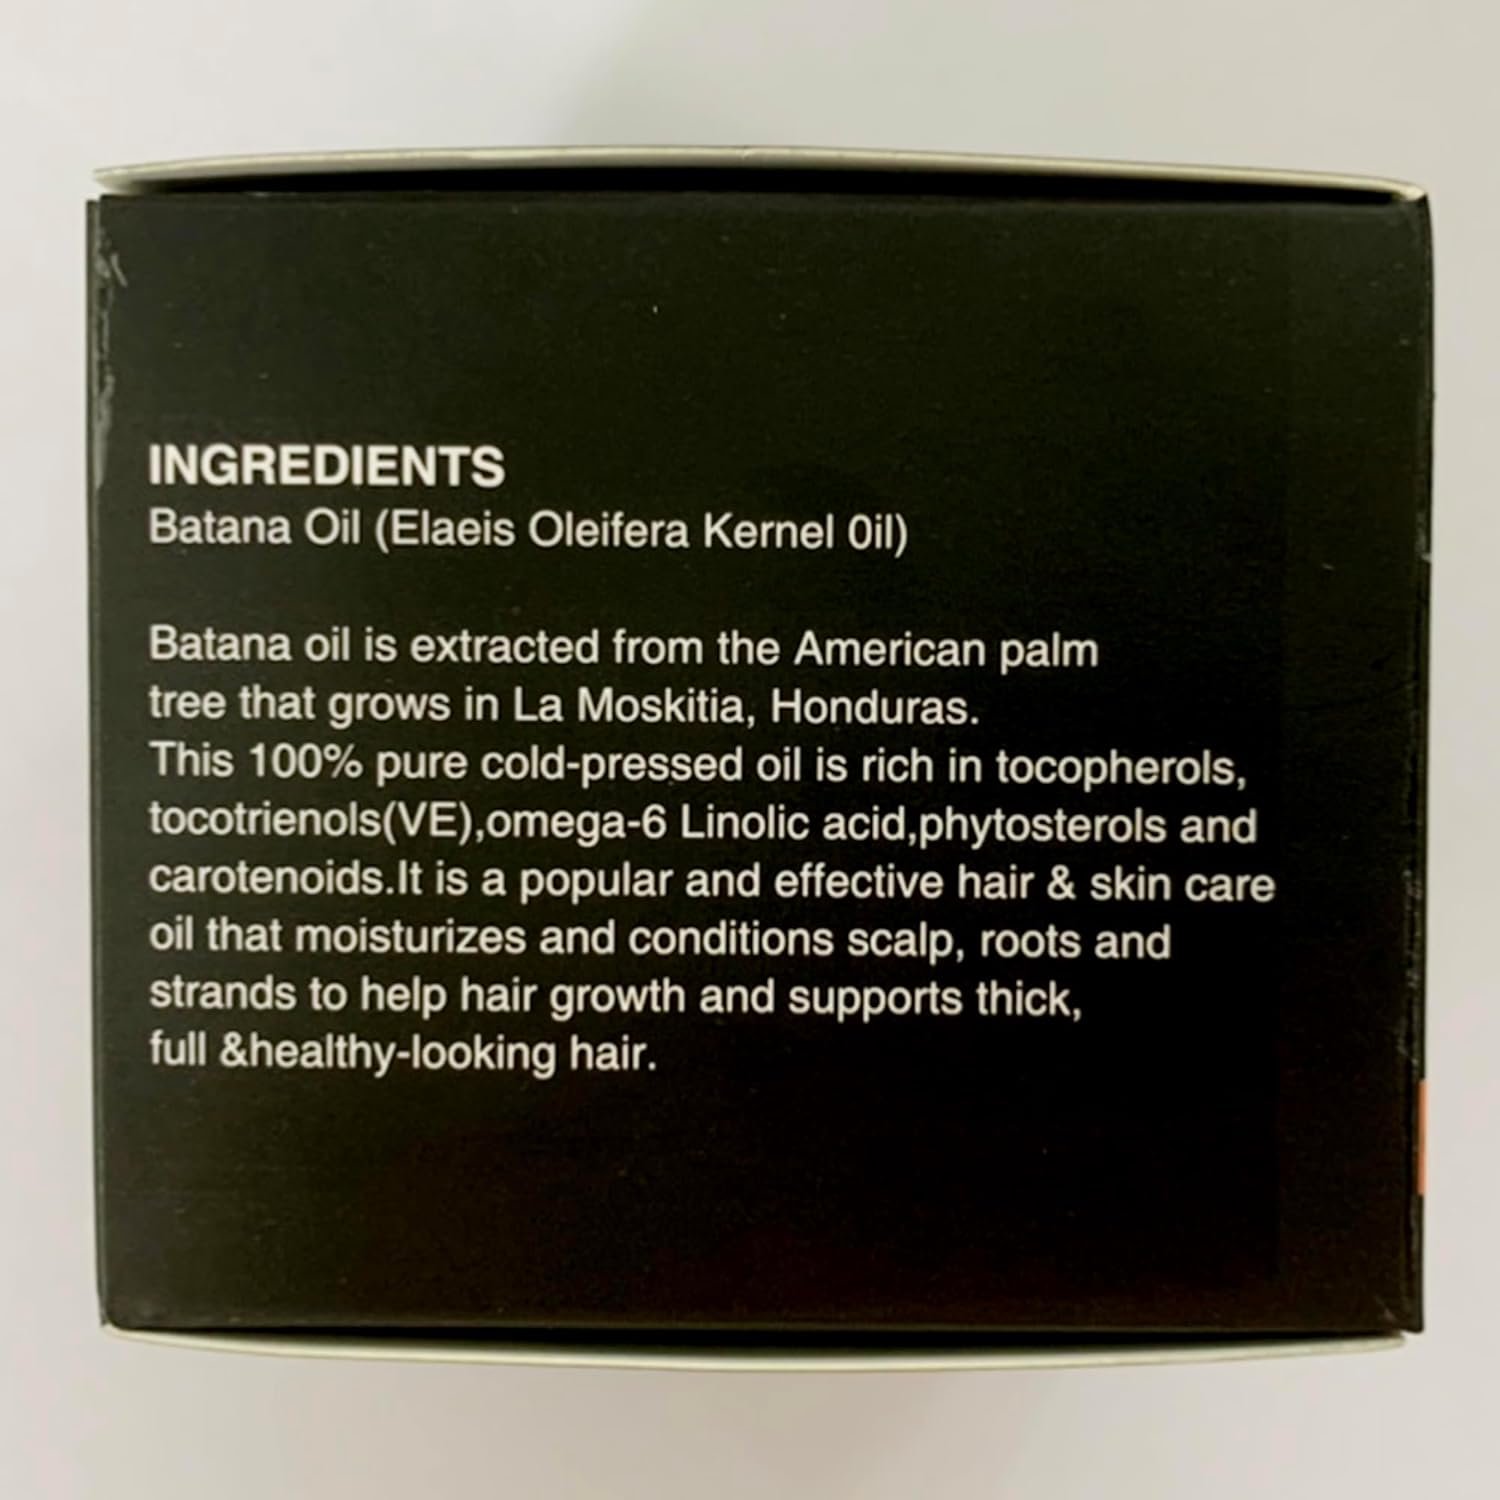 INGREDIENTS
Batana Oil (Elaeis Oleifera Kernel 0il)
Batana oil is extracted from the American palm
tree that grows in La Moskitia, Honduras.
This 100% pure cold-pressed oil is rich in tocopherols,
tocotrienols(VE),omega-6 Linolic acid,phytosterols and
carotenoids.It is a popular and effective hair & skin care
oil that moisturizes and conditions scalp, roots and
strands to help hair growth and supports thick,
full &healthy-looking hair.